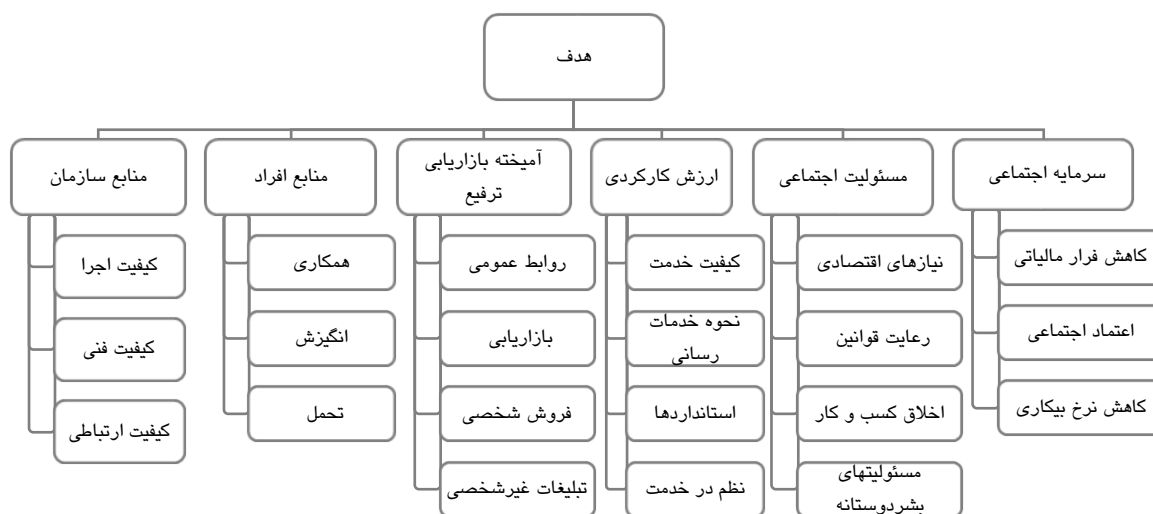 هدف
سرمایه اجتماعی
کاهش فرار مالیاتی
اعتماد اجتماعی
کاهش نرخ بیکاری
مسئولیت اجتماعی
نیازهای اقتصادی
رعایت قوانین
اخلاق کسب و کار
مسئولیتهای
بشردوستانه
ارزش کارکردی
کیفیت خدمت
نحوه خدمات
رسانی
استانداردها
نظم در خدمت
آمیخته بازاریابی
ترفیع
روابط عمومی
بازاریابی
فروش شخصی
تبلیغات غیرشخصی
منابع افراد
همکاری
انگیزش
تحمل
منابع سازمان
کیفیت اجرا
کیفیت فنی
کیفیت ارتباطی